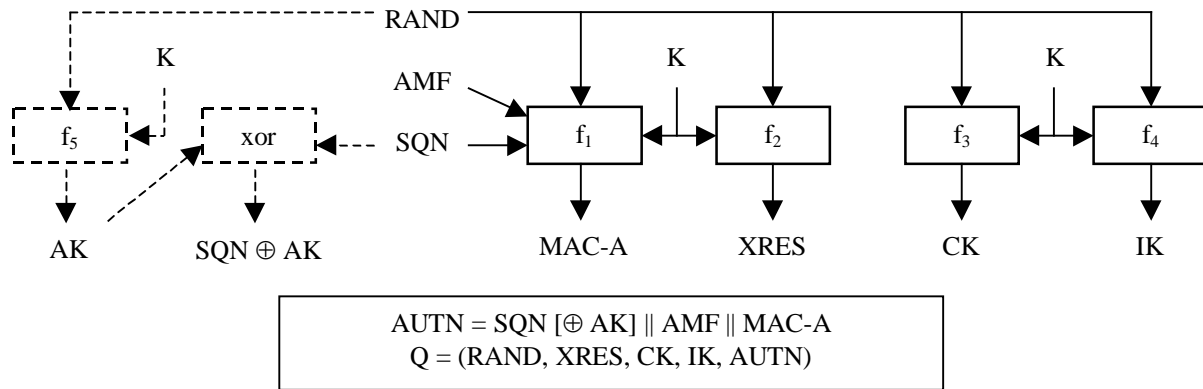 RAND
K K K
AMF
f₅ xor SQN f₁ f₂ f₃ f₄
AK SQN ⊕ AK MAC-A XRES CK IK
AUTN = SQN [⊕ AK] || AMF || MAC-A
Q = (RAND, XRES, CK, IK, AUTN)